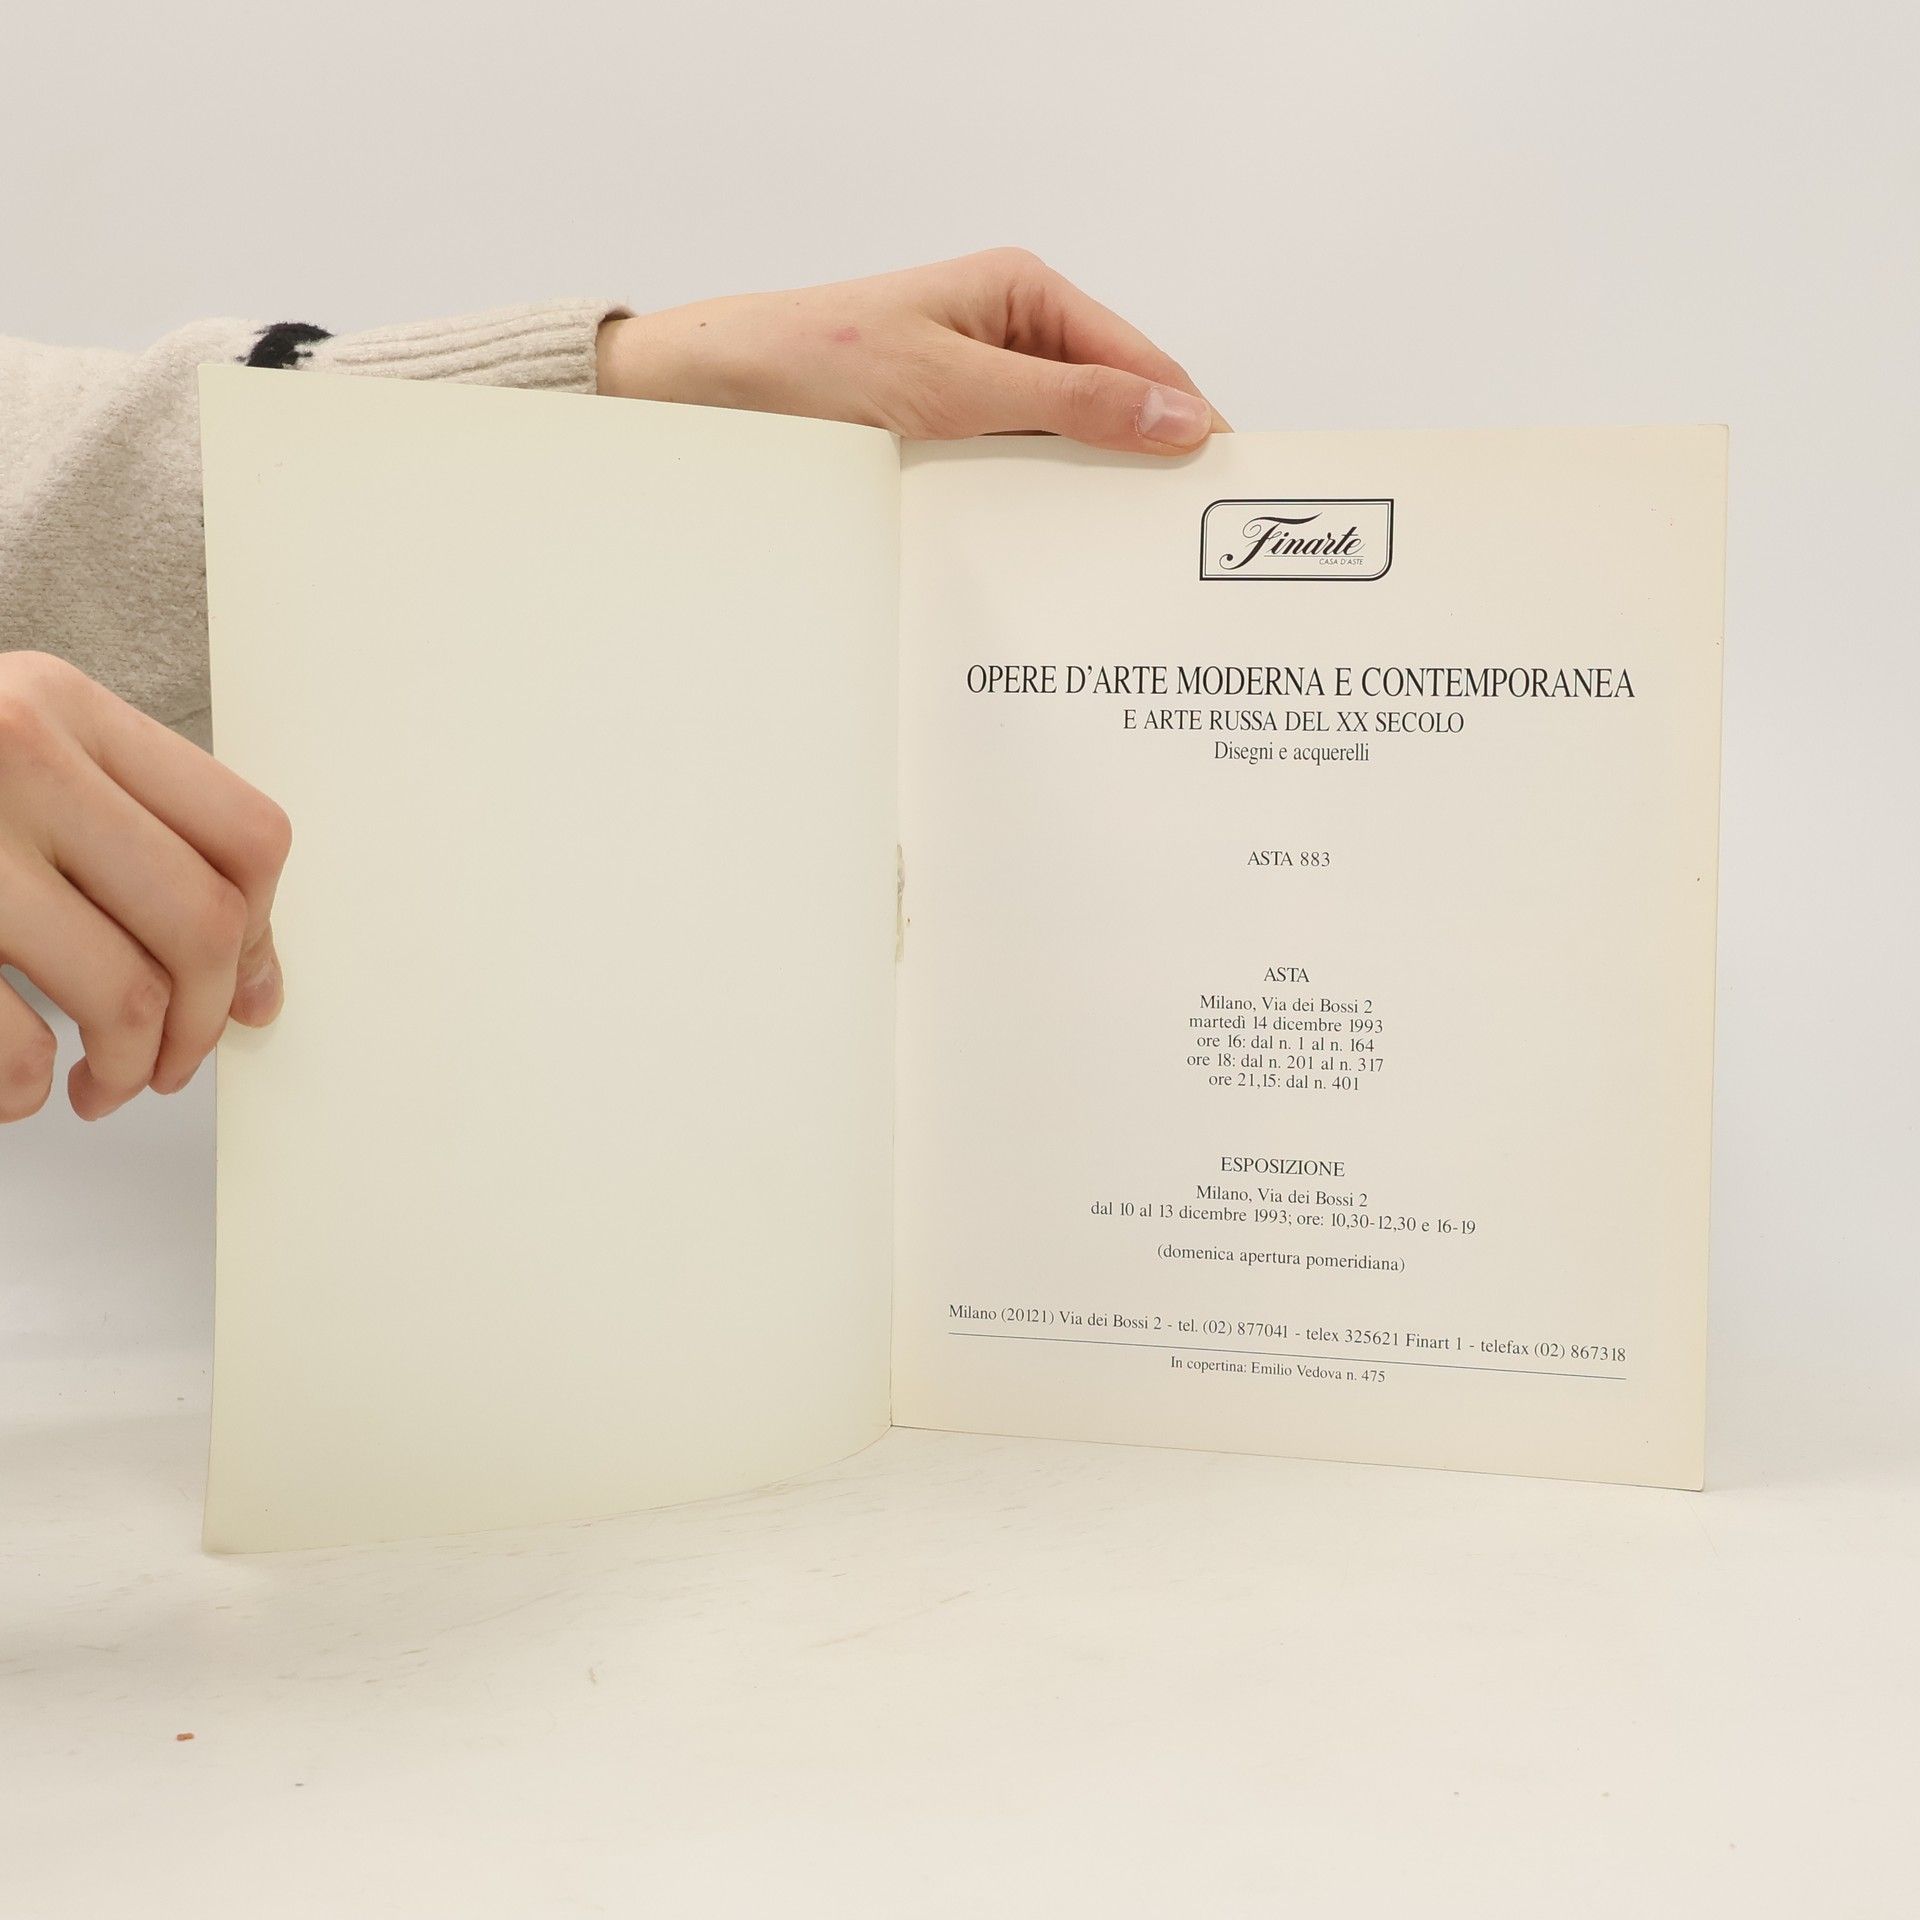 Finarte
CASA D'ASTE
OPERE D'ARTE MODERNA E CONTEMPORANEA
E ARTE RUSSA DEL XX SECOLO
Disegni e acquerelli
ASTA 883
ASTA
Milano, Via dei Bossi 2
martedì 14 dicembre 1993
ore 16: dal n. 1 al n. 164
ore 18: dal n. 201 al n. 317
ore 21,15: dal n. 401
ESPOSIZIONE
Milano, Via dei Bossi 2
dal 10 al 13 dicembre 1993; ore: 10,30-12,30 e 16-19
(domenica apertura pomeridiana)
Milano (20121) Via dei Bossi 2 - tel. (02) 877041 - telex 325621 Finart 1 - telefax (02) 867318
In copertina: Emilio Vedova n. 475